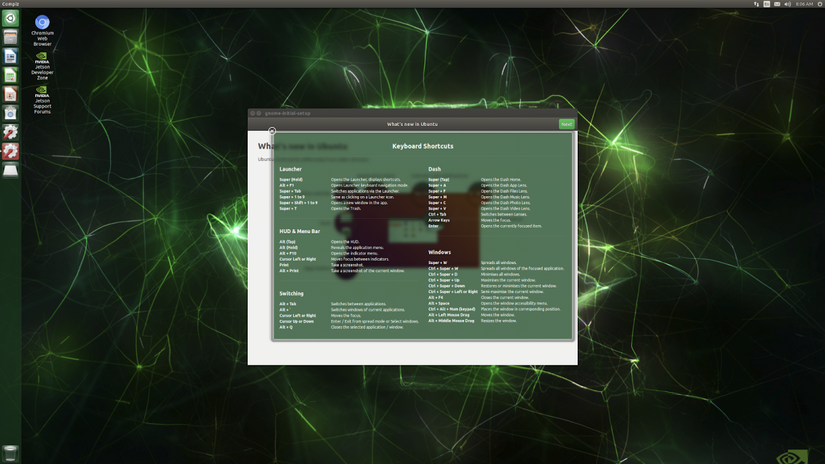 Compiz
9:06 AM
Chromium
Web
Browser
NVIDIA
Jetson
Developer
Zone
NVIDIA
Jetson
Support
Forums
gnome-initial-setup
What's new in Ubuntu
Next
What's new in Ubuntu
Keyboard Shortcuts
Launcher
Super (Hold) Opens the Launcher, displays shortcuts.
Alt + F1 Opens Launcher keyboard navigation mode.
Super + Tab Switches applications via the Launcher.
Super + 1 to 9 Same as clicking on a Launcher icon.
Super + Shift + 1 to 9 Opens a new window in the app.
Super + T Opens the Trash.
HUD & Menu Bar
Alt (Tap) Opens the HUD.
Alt (Hold) Reveals the application menu.
Alt + F10 Opens the indicator menu.
Cursor Left or Right Moves focus between indicators.
Print Take a screenshot.
Alt + Print Take a screenshot of the current window.
Switching
Alt + Tab Switches between applications.
Alt + ` Switches windows of current applications.
Cursor Left or Right Moves the focus.
Cursor Up or Down Enter / Exit from spread mode or Select windows.
Alt + Q Closes the selected application / window.
Dash
Super (Tap) Opens the Dash Home.
Super + A Opens the Dash App Lens.
Super + F Opens the Dash Files Lens.
Super + M Opens the Dash Music Lens.
Super + C Opens the Dash Photo Lens.
Super + V Opens the Dash Video Lens.
Ctrl + Tab Switches between Lenses.
Arrow Keys Moves the focus.
Enter Opens the currently focused item.
Windows
Super + W Spreads all windows.
Ctrl + Super + W Spreads all windows of the focused application.
Ctrl + Super + D Minimises all windows.
Ctrl + Super + Up Maximises the current window.
Ctrl + Super + Down Restores or minimises the current window.
Ctrl + Super + Left or Right Semi-maximise the current window.
Alt + F4 Closes the current window.
Alt + Space Opens the window accessibility menu.
Ctrl + Alt + Num (keypad) Places the window in corresponding position.
Alt + Left Mouse Drag Moves the window.
Alt + Middle Mouse Drag Resizes the window.